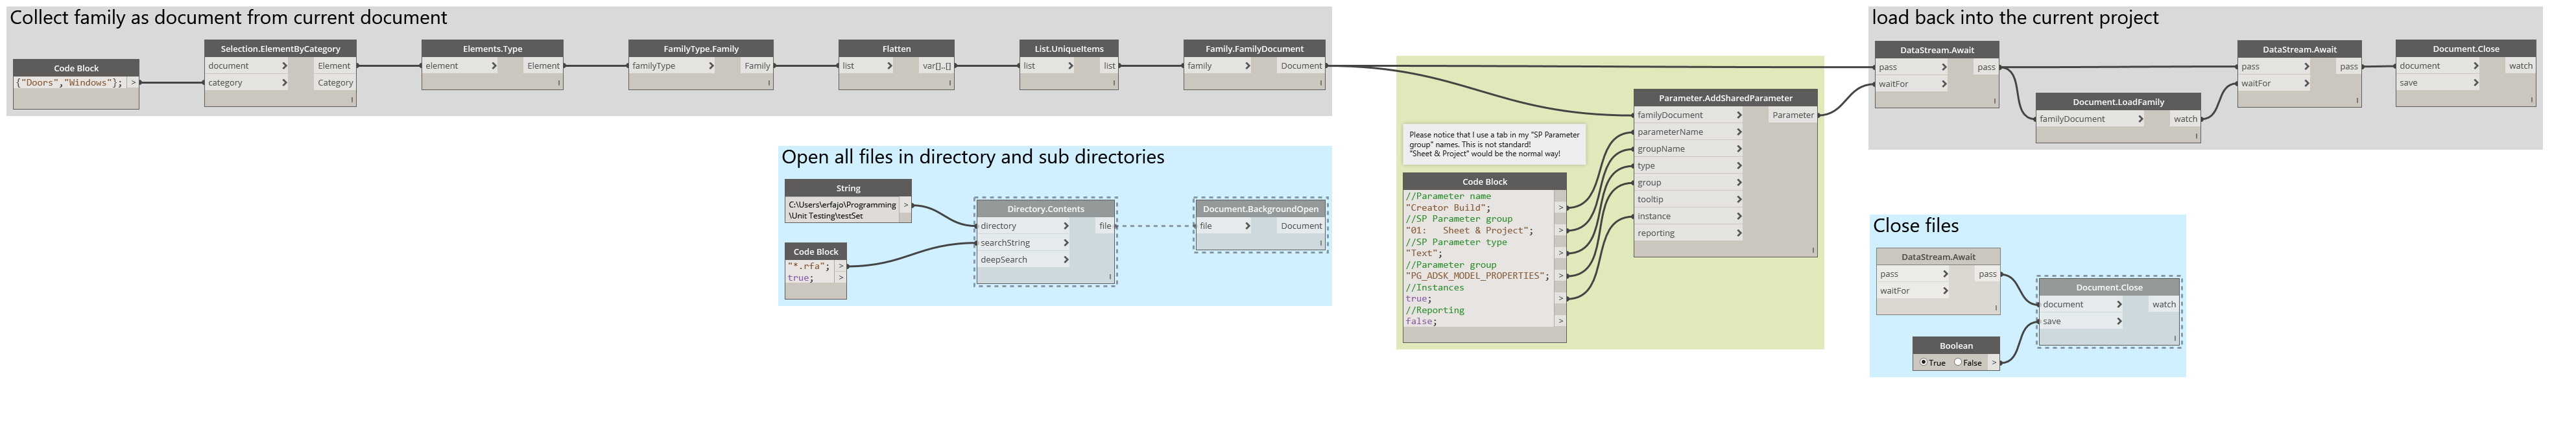 Collect family as document from current document
Code Block
{"Doors","Windows"}; >
Selection.ElementByCategory
document > Element
category > Category
Elements.Type
element > Element
FamilyType.Family
familyType > Family
Flatten
list > var[]..[]
List.UniqueItems
list > list
Family.FamilyDocument
family > Document
Open all files in directory and sub directories
String
C:\Users\erfajo\Programming >
\Unit Testing\testSet
Code Block
"*.rfa"; >
true; >
Directory.Contents
directory > file
searchString >
deepSearch >
Document.BackgroundOpen
file > Document
Please notice that I use a tab in my "SP Parameter
group" names. This is not standard!
"Sheet & Project" would be the normal way!
Code Block
//Parameter name
"Creator Build"; >
//SP Parameter group
"01:   Sheet & Project"; >
//SP Parameter type
"Text"; >
//Parameter group
"PG_ADSK_MODEL_PROPERTIES"; >
//Instances
true; >
//Reporting
false; >
Parameter.AddSharedParameter
familyDocument > Parameter
parameterName >
groupName >
type >
group >
tooltip >
instance >
reporting >
load back into the current project
DataStream.Await
pass > pass
waitFor >
Document.LoadFamily
familyDocument > watch
DataStream.Await
pass > pass
waitFor >
Document.Close
document > watch
save >
Close files
DataStream.Await
pass > pass
waitFor >
Document.Close
document > watch
save >
Boolean
True False >